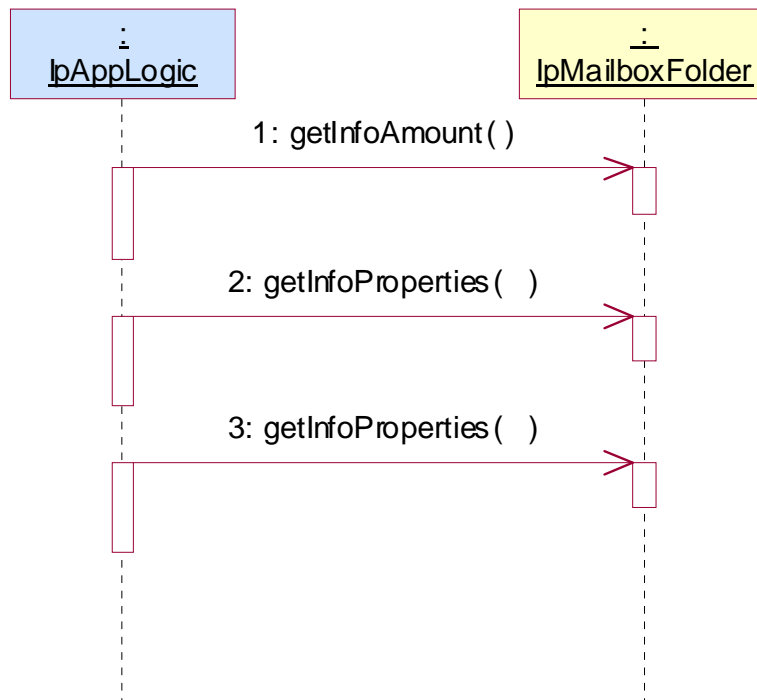 :
IpAppLogic
:
IpMailboxFolder
1: getInfoAmount( )
2: getInfoProperties( )
3: getInfoProperties( )